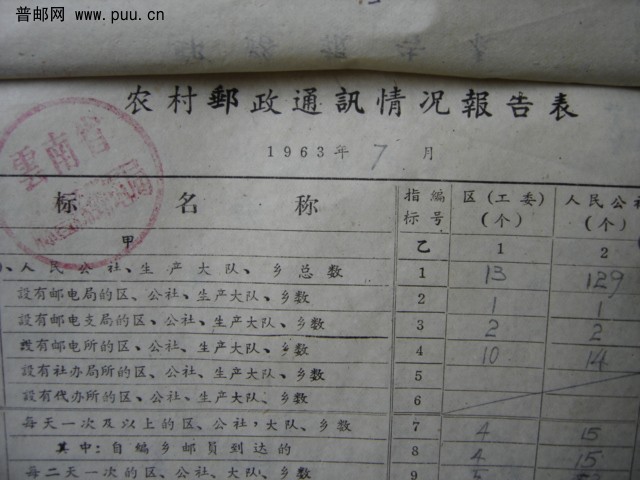 普邮网 www.puu.cn
农村郵政通訊情况報告表
1963年 7 月
雲南省
标 名 称 指标 編号 区(工委)(个) 人民公社(个)
甲 乙 1 2
、人民公社、生产大队、乡总数 1 13 129
設有邮电局的区、公社、生产大队、乡数 2 1 1
設有邮电支局的区、公社、生产大队、乡数 3 2 2
設有邮电所的区、公社、生产大队、乡数 4 10 14
設有社办局所的区、公社、生产大队、乡数 5
設有代办所的区、公社、生产大队、乡数 6
每天一次及以上的区、公社,大队、乡数 7 4 15
其中:自編乡邮員到达的 8 4 15
每二天一次的区、公社、大队、乡数 9